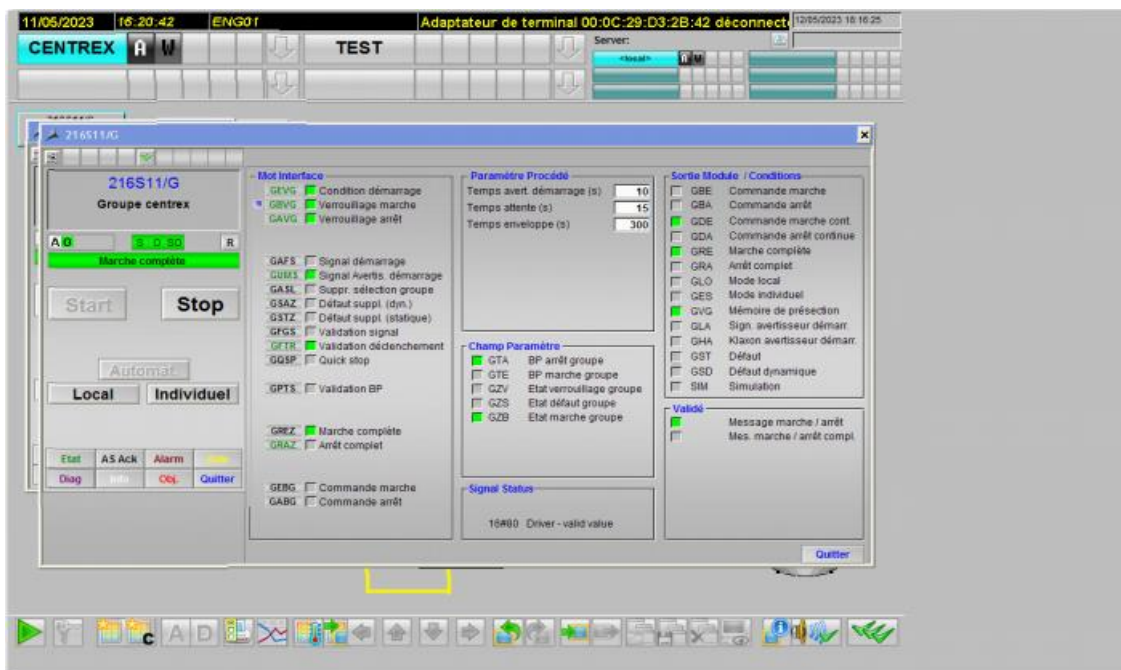 11/05/2023 16:20:42 ENG01 Adaptateur de terminal 00:0C:29:D3:2B:42 déconnect
12/05/2023 16:16:25
CENTREX A W TEST
Server:
<local> A W
216S11/G
216S11/G
Groupe centrex
A 0 S_0_S0 R
Marche complète
Start Stop
Automat.
Local Individuel
Etat AS Ack Alarm
Diag Info Obj. Quitter
Mot Interface
GEVG Condition démarrage
GBVG Verrouillage marche
GAVG Verrouillage arrêt
GAFS Signal démarrage
GUMS Signal Avertis. démarrage
GASL Suppr. sélection groupe
GSAZ Défaut suppl. (dyn.)
GSTZ Défaut suppl. (statique)
GFGS Validation signal
GFTR Validation déclenchement
GQSP Quick stop
GPTS Validation BP
GREZ Marche complète
GRAZ Arrêt complet
GEBG Commande marche
GABG Commande arrêt
Paramètre Procédé
Temps avert. démarrage (s) 10
Temps attente (s) 15
Temps enveloppe (s) 300
Champ Paramètre
GTA BP arrêt groupe
GTE BP marche groupe
GZV Etat verrouillage groupe
GZS Etat défaut groupe
GZB Etat marche groupe
Signal Status
16#80 Driver - valid value
Sortie Module / Conditions
GBE Commande marche
GBA Commande arrêt
GDE Commande marche cont.
GDA Commande arrêt continue
GRE Marche complète
GRA Arrêt complet
GLO Mode local
GES Mode individuel
GVG Mémoire de présection
GLA Sign. avertisseur démarr.
GHA Klaxon avertisseur démarr.
GST Défaut
GSD Défaut dynamique
SIM Simulation
Validé
Message marche / arrêt
Mes. marche / arrêt compl.
Quitter
C A D